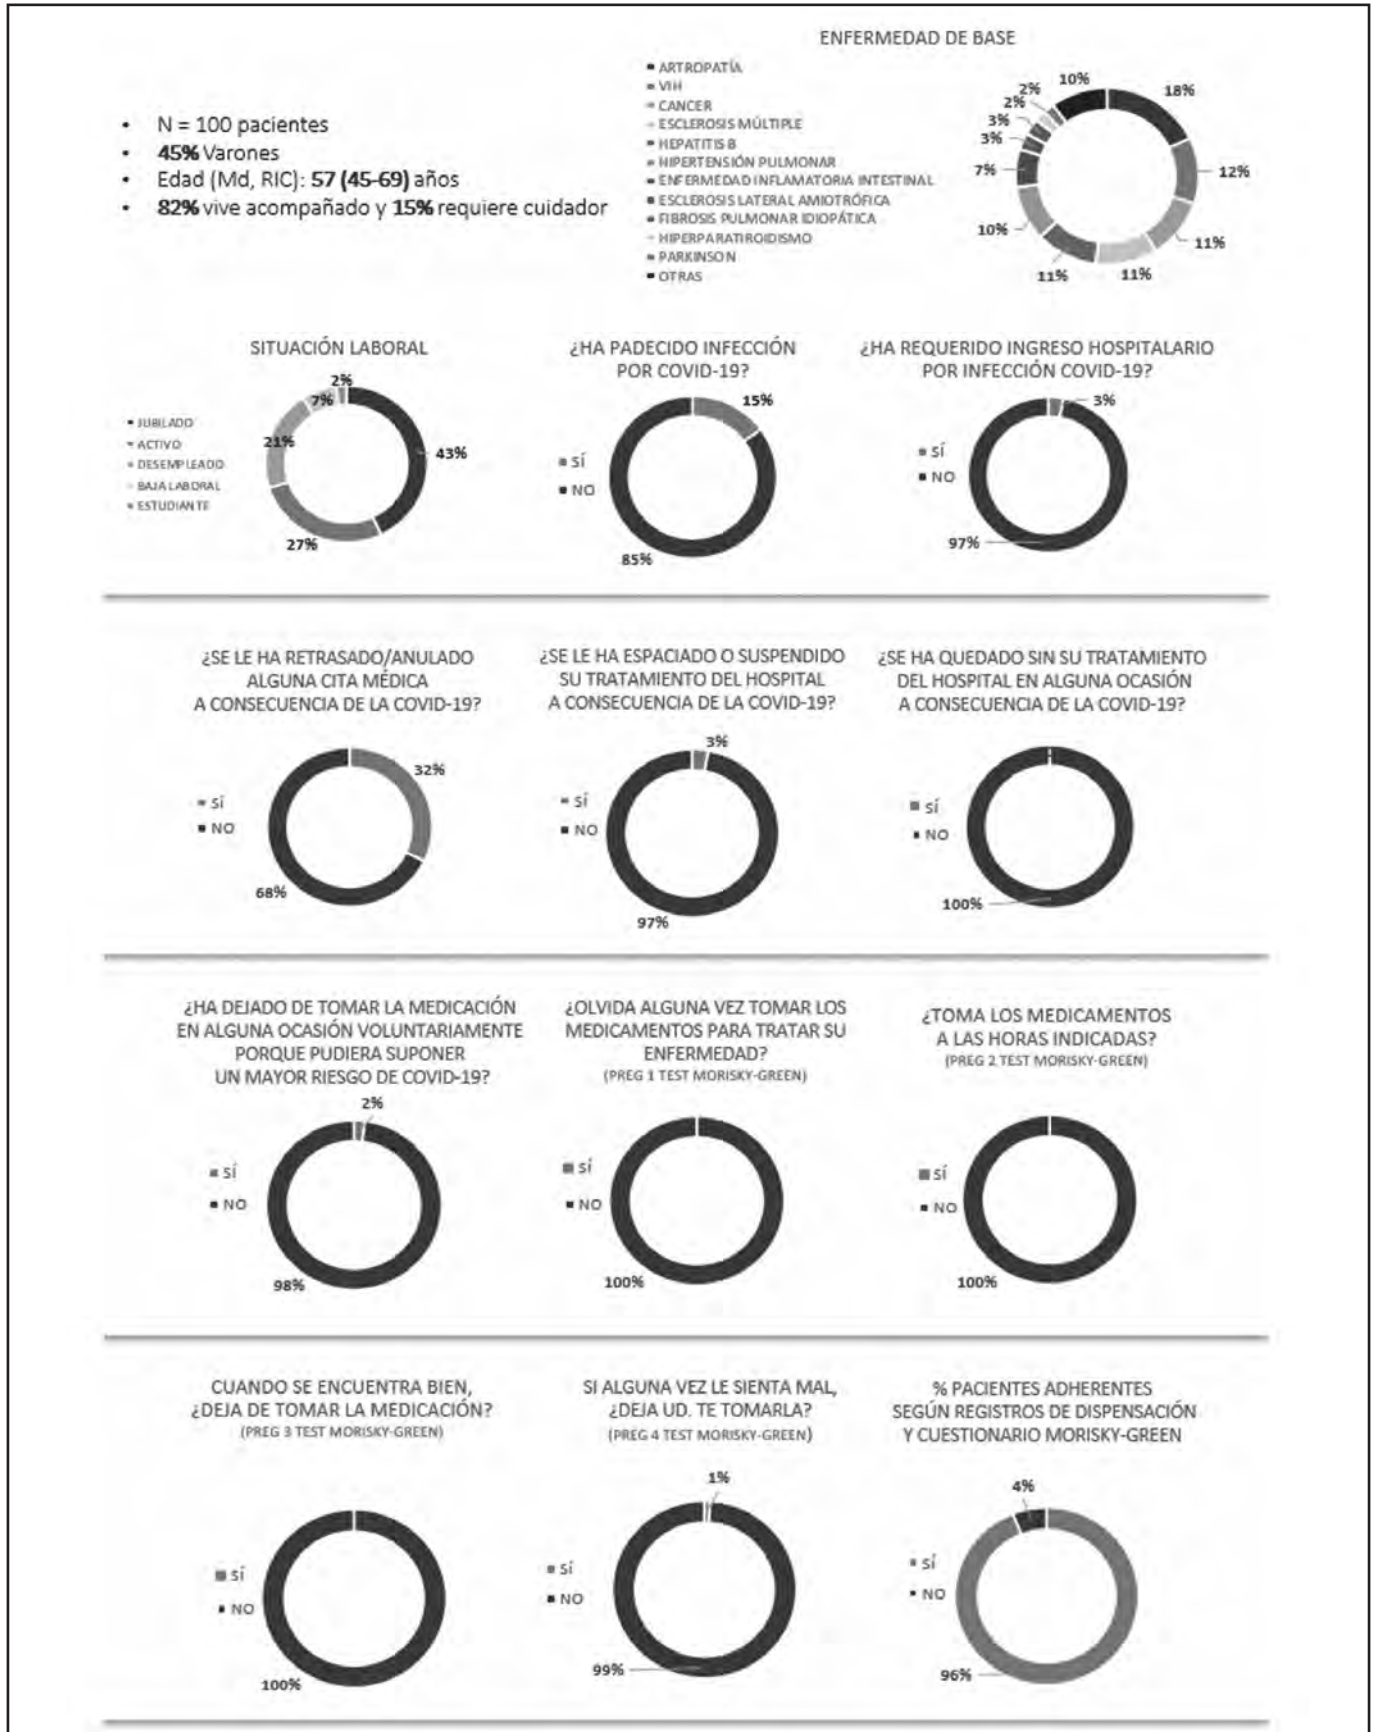 ENFERMEDAD DE BASE
• N = 100 pacientes
• 45% Varones
• Edad (Md, RIC): 57 (45-69) años
• 82% vive acompañado y 15% requiere cuidador
ARTROPATÍA
VIH
CANCER
ESCLEROSIS MÚLTIPLE
HEPATITIS B
HIPERTENSIÓN PULMONAR
ENFERMEDAD INFLAMATORIA INTESTINAL
ESCLEROSIS LATERAL AMIOTRÓFICA
FIBROSIS PULMONAR IDIOPÁTICA
HIPERPARATIROIDISMO
PARKINSON
OTRAS
18%
12%
11%
11%
11%
10%
7%
3%
3%
2%
2%
10%
SITUACIÓN LABORAL
JUBILADO
ACTIVO
DESEMPLEADO
BAJA LABORAL
ESTUDIANTE
43%
27%
21%
7%
2%
¿HA PADECIDO INFECCIÓN
POR COVID-19?
SÍ
NO
15%
85%
¿HA REQUERIDO INGRESO HOSPITALARIO
POR INFECCIÓN COVID-19?
SÍ
NO
3%
97%
¿SE LE HA RETRASADO/ANULADO
ALGUNA CITA MÉDICA
A CONSECUENCIA DE LA COVID-19?
SÍ
NO
32%
68%
¿SE LE HA ESPACIADO O SUSPENDIDO
SU TRATAMIENTO DEL HOSPITAL
A CONSECUENCIA DE LA COVID-19?
SÍ
NO
3%
97%
¿SE HA QUEDADO SIN SU TRATAMIENTO
DEL HOSPITAL EN ALGUNA OCASIÓN
A CONSECUENCIA DE LA COVID-19?
SÍ
NO
100%
¿HA DEJADO DE TOMAR LA MEDICACIÓN
EN ALGUNA OCASIÓN VOLUNTARIAMENTE
PORQUE PUDIERA SUPONER
UN MAYOR RIESGO DE COVID-19?
SÍ
NO
2%
98%
¿OLVIDA ALGUNA VEZ TOMAR LOS
MEDICAMENTOS PARA TRATAR SU
ENFERMEDAD?
(PREG 1 TEST MORISKY-GREEN)
SÍ
NO
100%
¿TOMA LOS MEDICAMENTOS
A LAS HORAS INDICADAS?
(PREG 2 TEST MORISKY-GREEN)
SÍ
NO
100%
CUANDO SE ENCUENTRA BIEN,
¿DEJA DE TOMAR LA MEDICACIÓN?
(PREG 3 TEST MORISKY-GREEN)
SÍ
NO
100%
SI ALGUNA VEZ LE SIENTA MAL,
¿DEJA UD. TE TOMARLA?
(PREG 4 TEST MORISKY-GREEN)
SÍ
NO
1%
99%
% PACIENTES ADHERENTES
SEGÚN REGISTROS DE DISPENSACIÓN
Y CUESTIONARIO MORISKY-GREEN
SÍ
NO
4%
96%